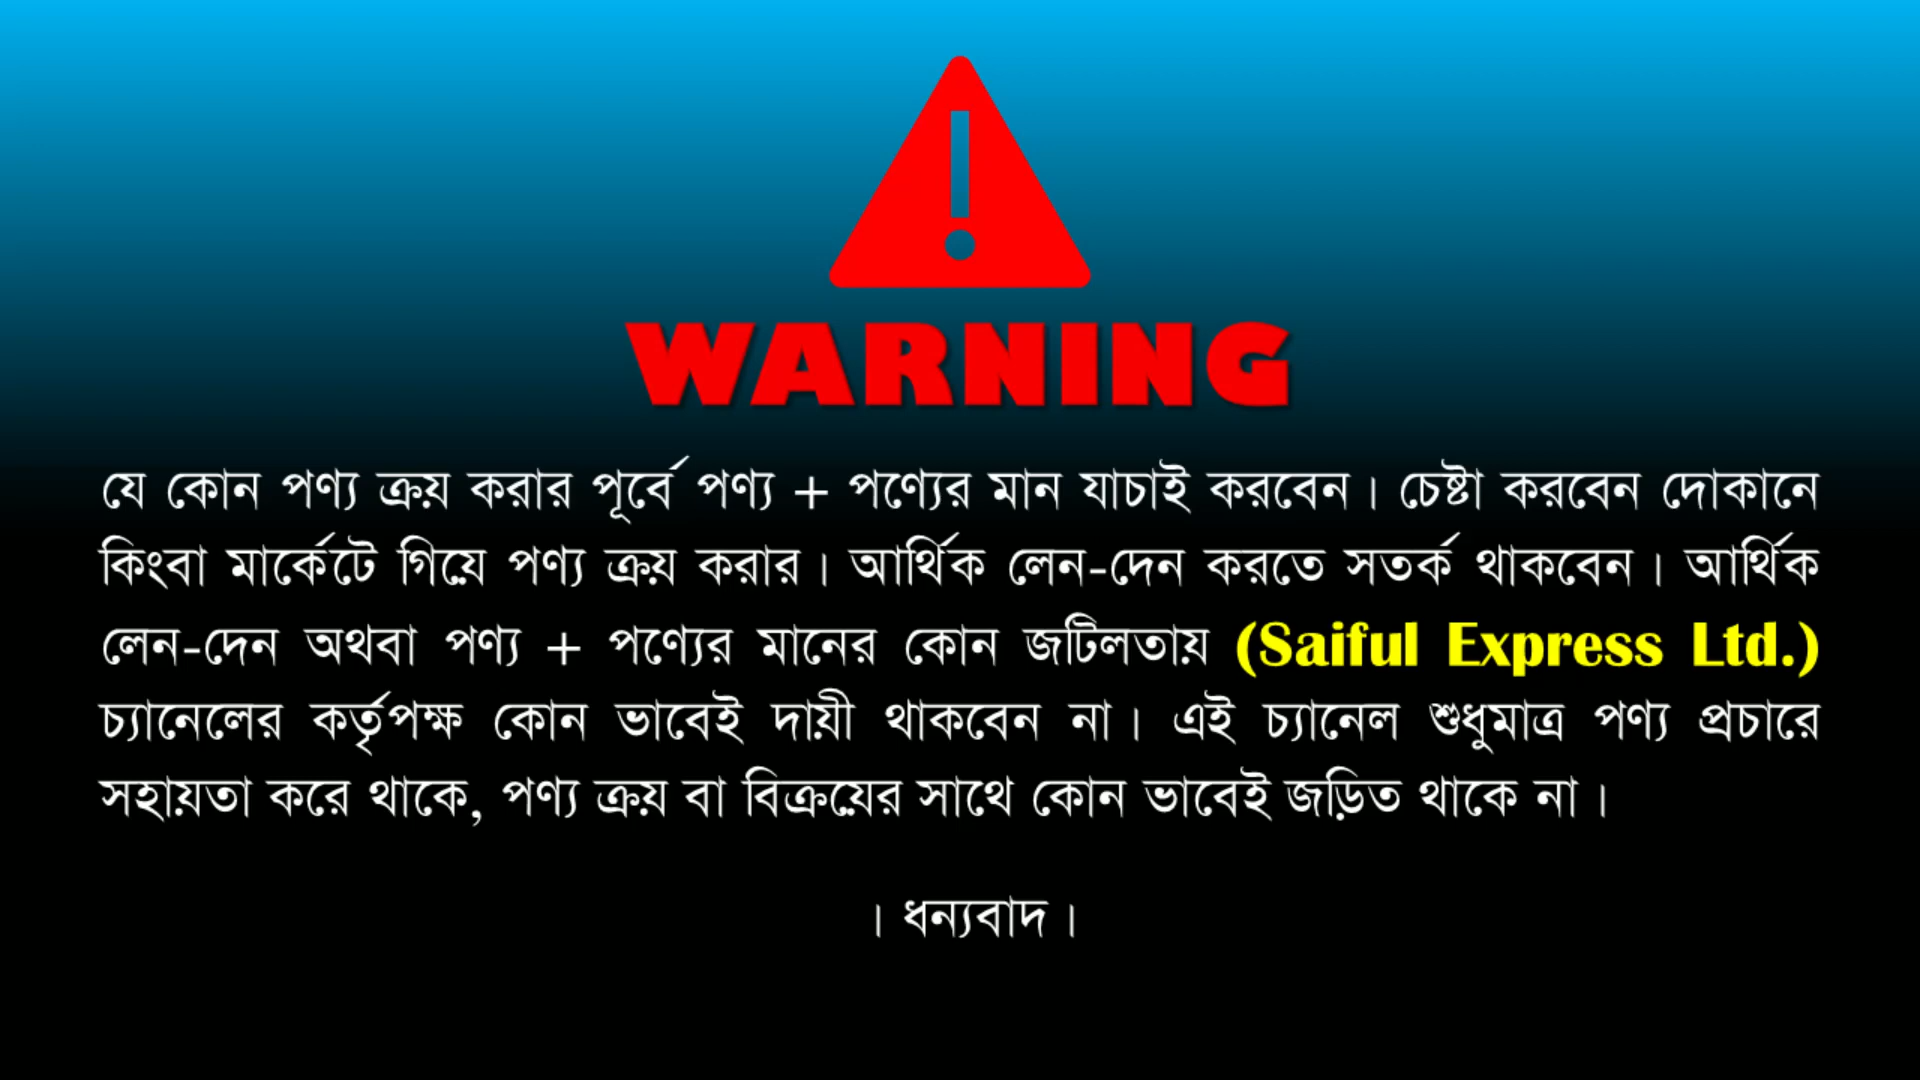 WARNING
যে কোন পণ্য ক্রয় করার পূর্বে পণ্য + পণ্যের মান যাচাই করবেন। চেষ্টা করবেন দোকানে
কিংবা মার্কেটে গিয়ে পণ্য ক্রয় করার। আর্থিক লেন-দেন করতে সতর্ক থাকবেন। আর্থিক
লেন-দেন অথবা পণ্য + পণ্যের মানের কোন জটিলতায় (Saiful Express Ltd.)
চ্যানেলের কর্তৃপক্ষ কোন ভাবেই দায়ী থাকবেন না। এই চ্যানেল শুধুমাত্র পণ্য প্রচারে
সহায়তা করে থাকে, পণ্য ক্রয় বা বিক্রয়ের সাথে কোন ভাবেই জড়িত থাকে না।
। ধন্যবাদ ।